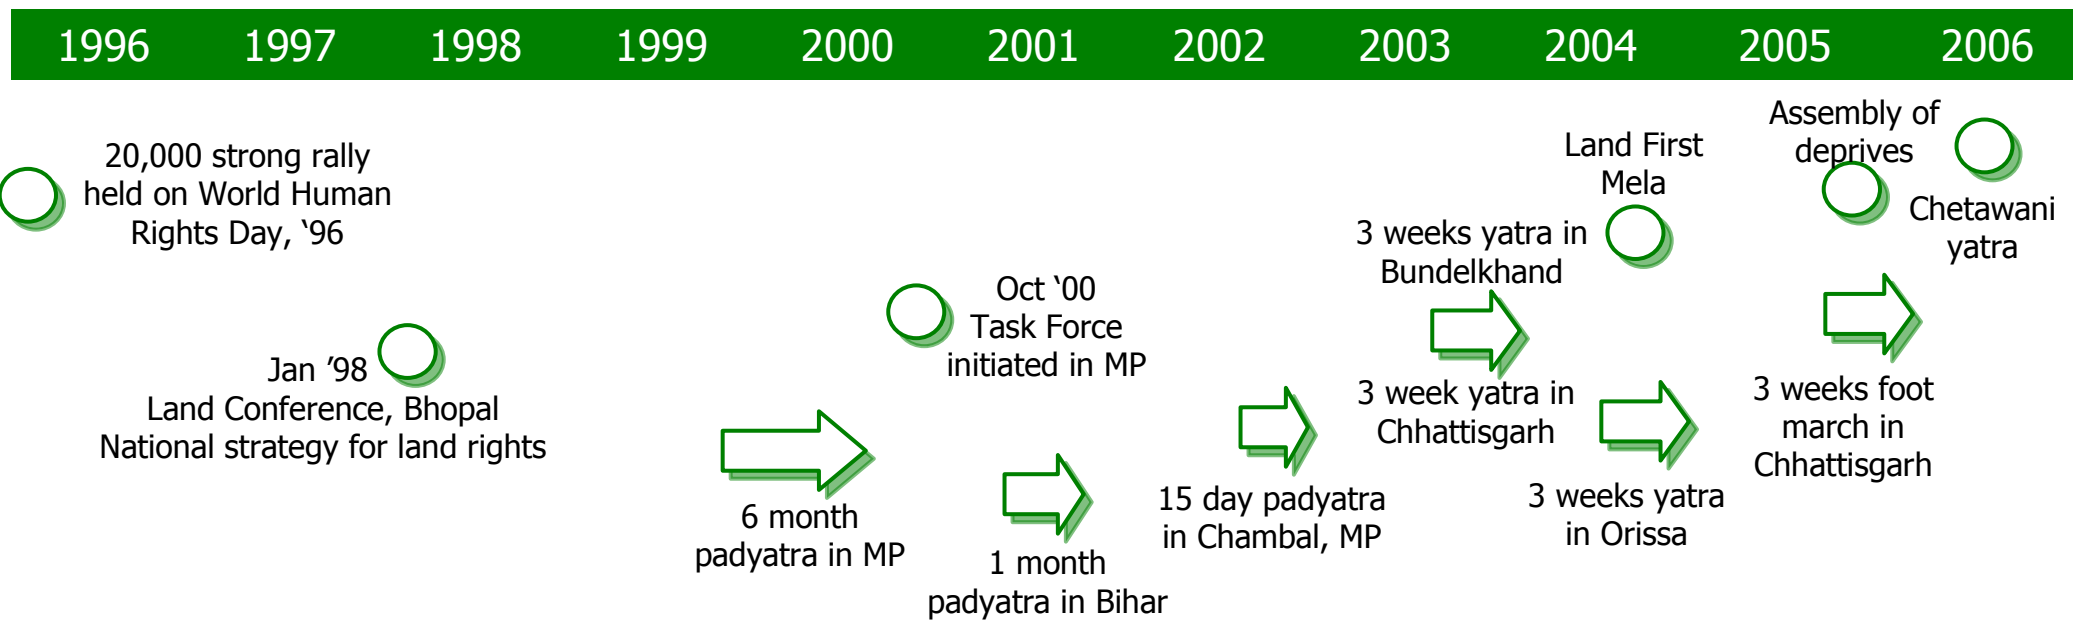 1996 1997 1998 1999 2000 2001 2002 2003 2004 2005 2006
20,000 strong rally
held on World Human
Rights Day, ‘96
Jan ’98
Land Conference, Bhopal
National strategy for land rights
6 month
padyatra in MP
Oct ‘00
Task Force
initiated in MP
1 month
padyatra in Bihar
15 day padyatra
in Chambal, MP
3 weeks yatra in
Bundelkhand
3 week yatra in
Chhattisgarh
Land First
Mela
3 weeks yatra
in Orissa
Assembly of
deprives
3 weeks foot
march in
Chhattisgarh
Chetawani
yatra